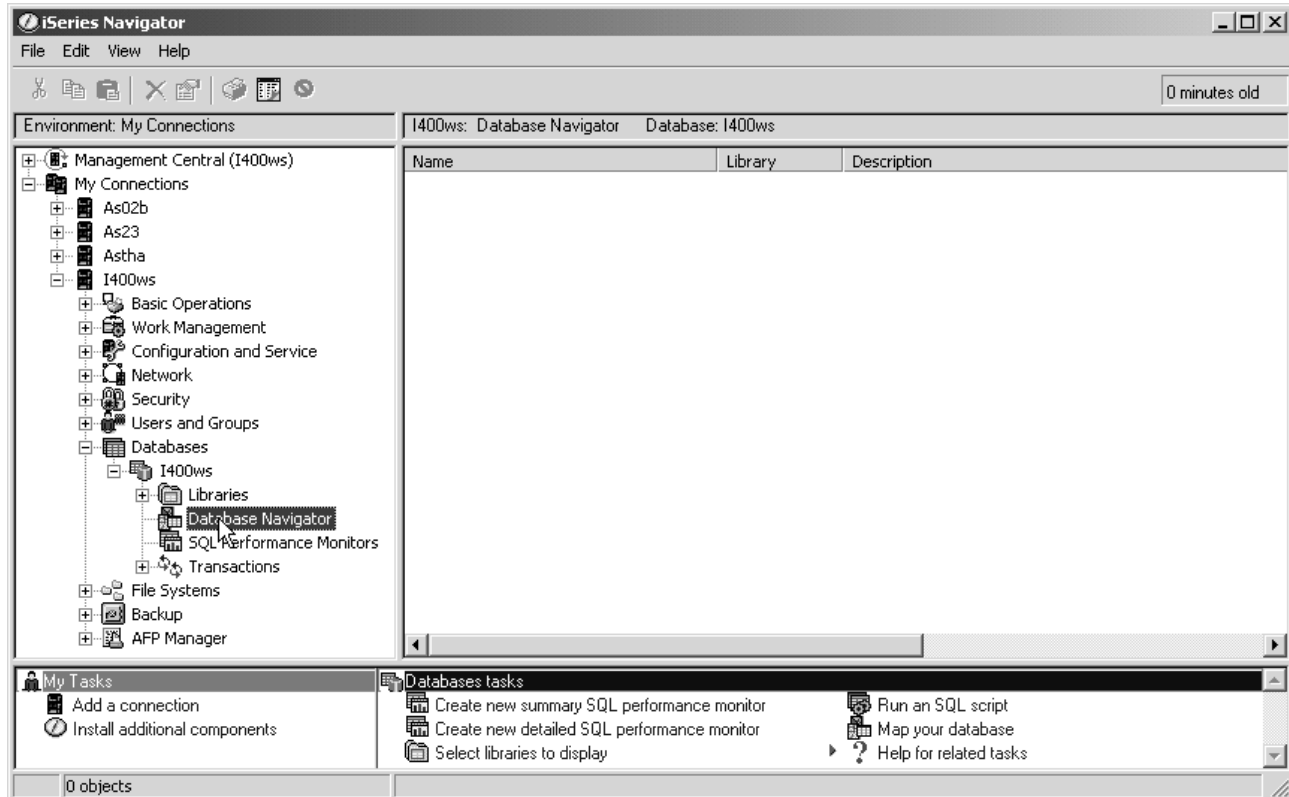 iSeries Navigator
File Edit View Help
0 minutes old
Environment: My Connections
I400ws: Database Navigator Database: I400ws
Management Central (I400ws)
My Connections
As02b
As23
Astha
I400ws
Basic Operations
Work Management
Configuration and Service
Network
Security
Users and Groups
Databases
I400ws
Libraries
Database Navigator
SQL Performance Monitors
Transactions
File Systems
Backup
AFP Manager
Name Library Description
My Tasks
Add a connection
Install additional components
Databases tasks
Create new summary SQL performance monitor
Create new detailed SQL performance monitor
Select libraries to display
Run an SQL script
Map your database
? Help for related tasks
0 objects